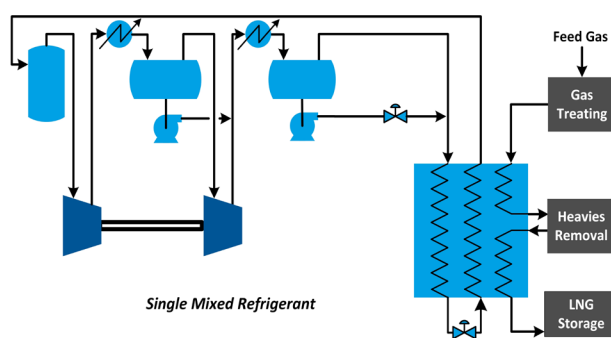 Feed Gas
Gas
Treating
Heavies
Removal
LNG
Storage
Single Mixed Refrigerant